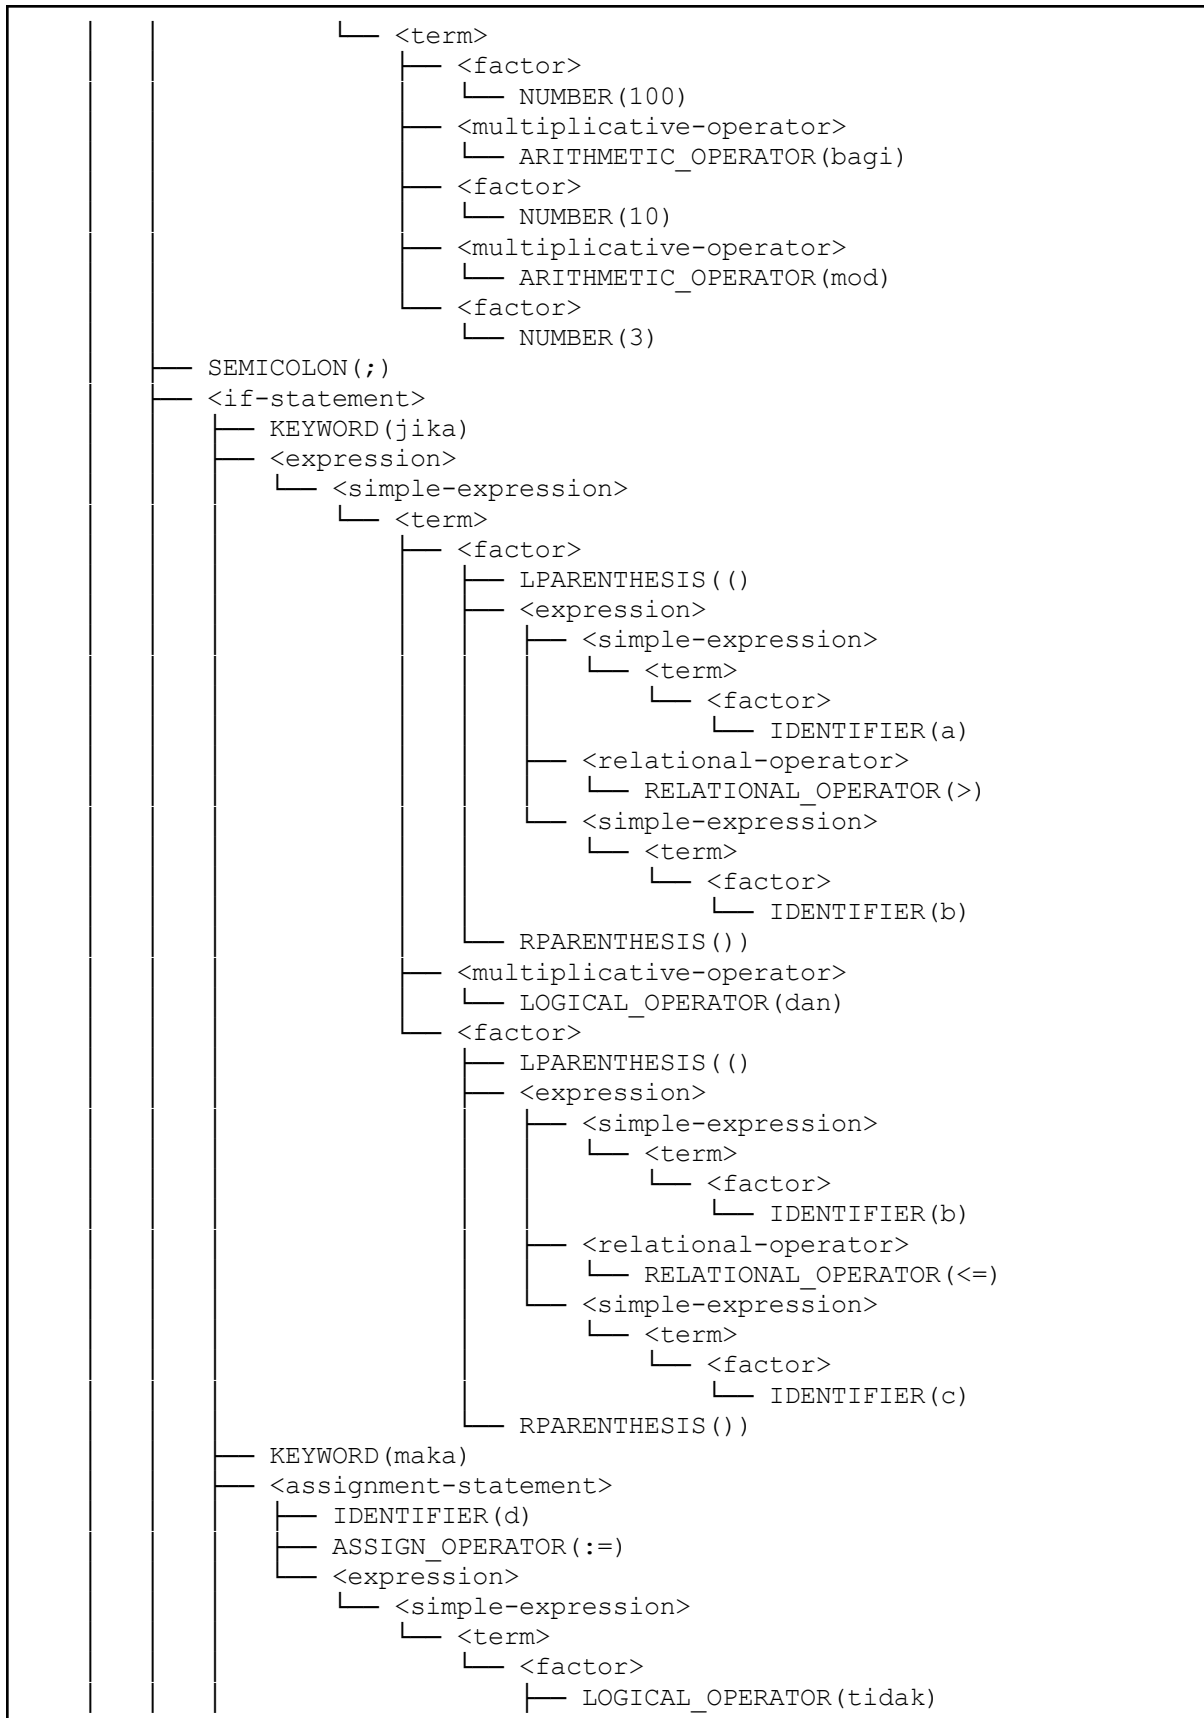 │   │           └── <term>
│   │               ├── <factor>
│   │               │   └── NUMBER(100)
│   │               ├── <multiplicative-operator>
│   │               │   └── ARITHMETIC_OPERATOR(bagi)
│   │               ├── <factor>
│   │               │   └── NUMBER(10)
│   │               ├── <multiplicative-operator>
│   │               │   └── ARITHMETIC_OPERATOR(mod)
│   │               └── <factor>
│   │                   └── NUMBER(3)
│   ├── SEMICOLON(;)
│   ├── <if-statement>
│   │   ├── KEYWORD(jika)
│   │   ├── <expression>
│   │   │   └── <simple-expression>
│   │   │       └── <term>
│   │   │           ├── <factor>
│   │   │           │   ├── LPARENTHESIS(()
│   │   │           │   ├── <expression>
│   │   │           │   │   ├── <simple-expression>
│   │   │           │   │   │   └── <term>
│   │   │           │   │   │       └── <factor>
│   │   │           │   │   │           └── IDENTIFIER(a)
│   │   │           │   │   ├── <relational-operator>
│   │   │           │   │   │   └── RELATIONAL_OPERATOR(>)
│   │   │           │   │   └── <simple-expression>
│   │   │           │   │       └── <term>
│   │   │           │   │           └── <factor>
│   │   │           │   │               └── IDENTIFIER(b)
│   │   │           │   └── RPARENTHESIS())
│   │   │           ├── <multiplicative-operator>
│   │   │           │   └── LOGICAL_OPERATOR(dan)
│   │   │           └── <factor>
│   │   │               ├── LPARENTHESIS(()
│   │   │               ├── <expression>
│   │   │               │   ├── <simple-expression>
│   │   │               │   │   └── <term>
│   │   │               │   │       └── <factor>
│   │   │               │   │           └── IDENTIFIER(b)
│   │   │               │   ├── <relational-operator>
│   │   │               │   │   └── RELATIONAL_OPERATOR(<=)
│   │   │               │   └── <simple-expression>
│   │   │               │       └── <term>
│   │   │               │           └── <factor>
│   │   │               │               └── IDENTIFIER(c)
│   │   │               └── RPARENTHESIS())
│   │   ├── KEYWORD(maka)
│   │   ├── <assignment-statement>
│   │   │   ├── IDENTIFIER(d)
│   │   │   ├── ASSIGN_OPERATOR(:=)
│   │   │   └── <expression>
│   │   │       └── <simple-expression>
│   │   │           └── <term>
│   │   │               └── <factor>
│   │   │                   ├── LOGICAL_OPERATOR(tidak)